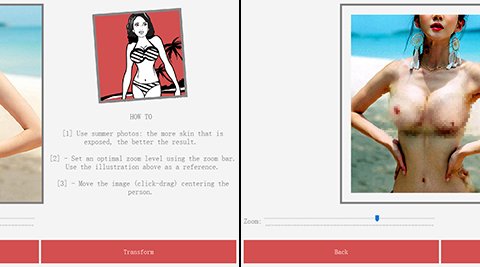 HOW TO
[1] Use summer photos: the more skin that is
exposed, the better the result.
[2] - Set an optimal zoom level using the zoom bar.
Use the illustration above as a reference.
[3] - Move the image (click-drag) centering the
person.
Zoom:
Transform
Back